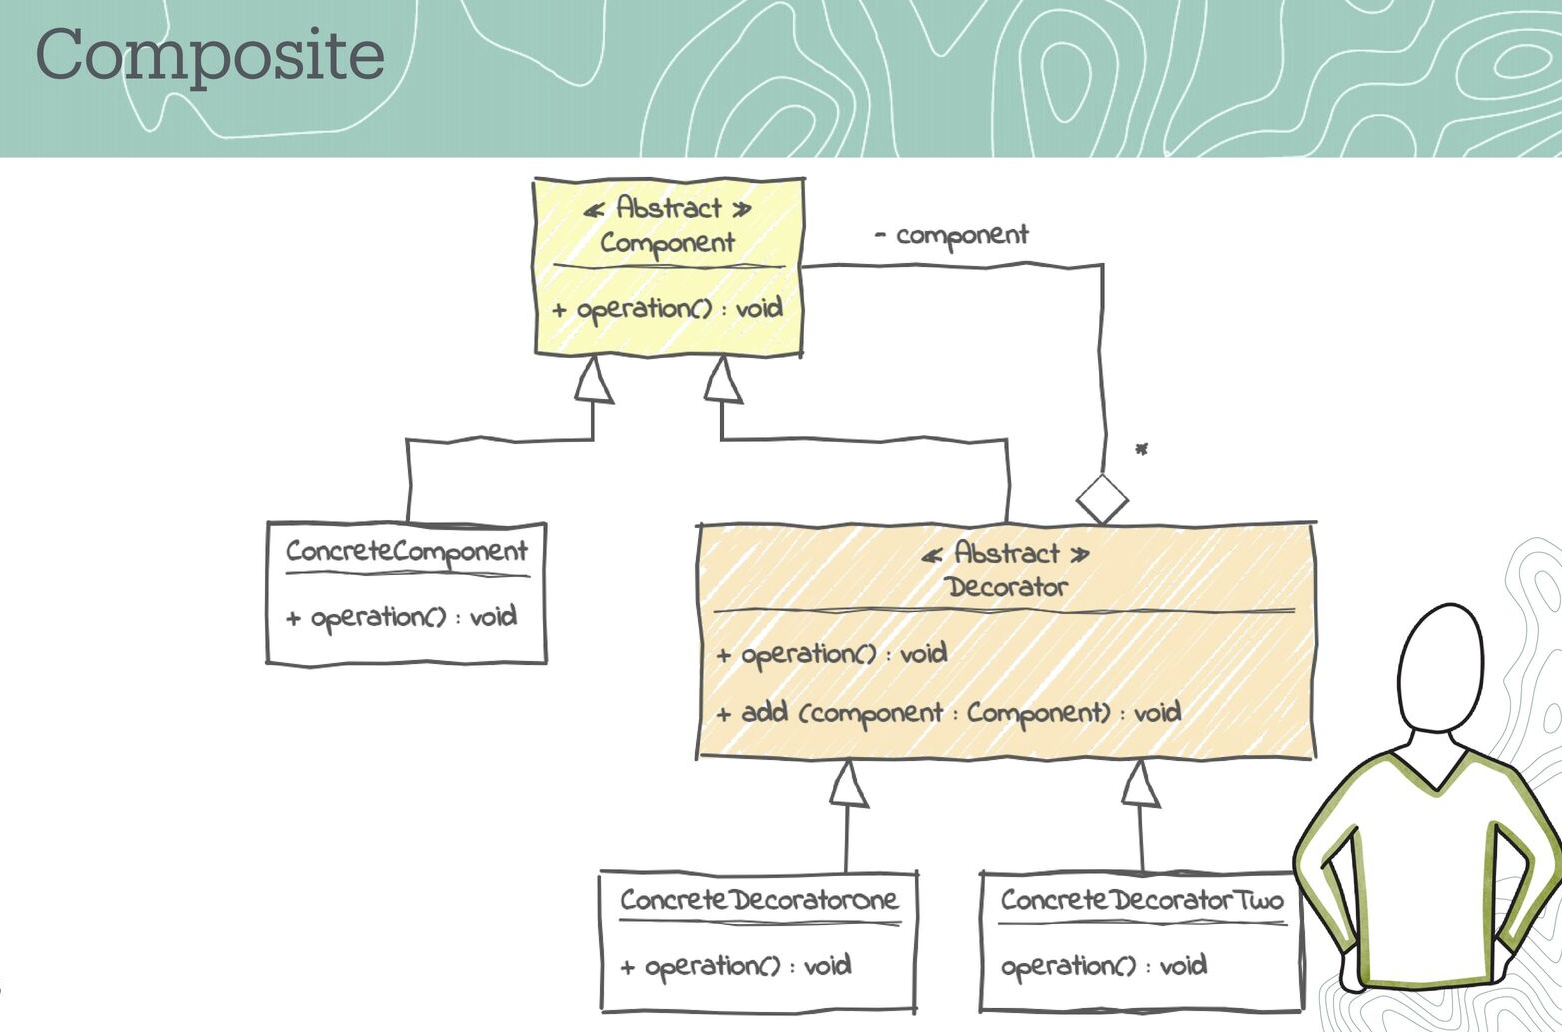 Composite
≪ Abstract ≫
Component
+ operation() : void
- component
*
ConcreteComponent
+ operation() : void
≪ Abstract ≫
Decorator
+ operation() : void
+ add (component : Component) : void
ConcreteDecoratorOne
+ operation() : void
ConcreteDecoratorTwo
operation() : void